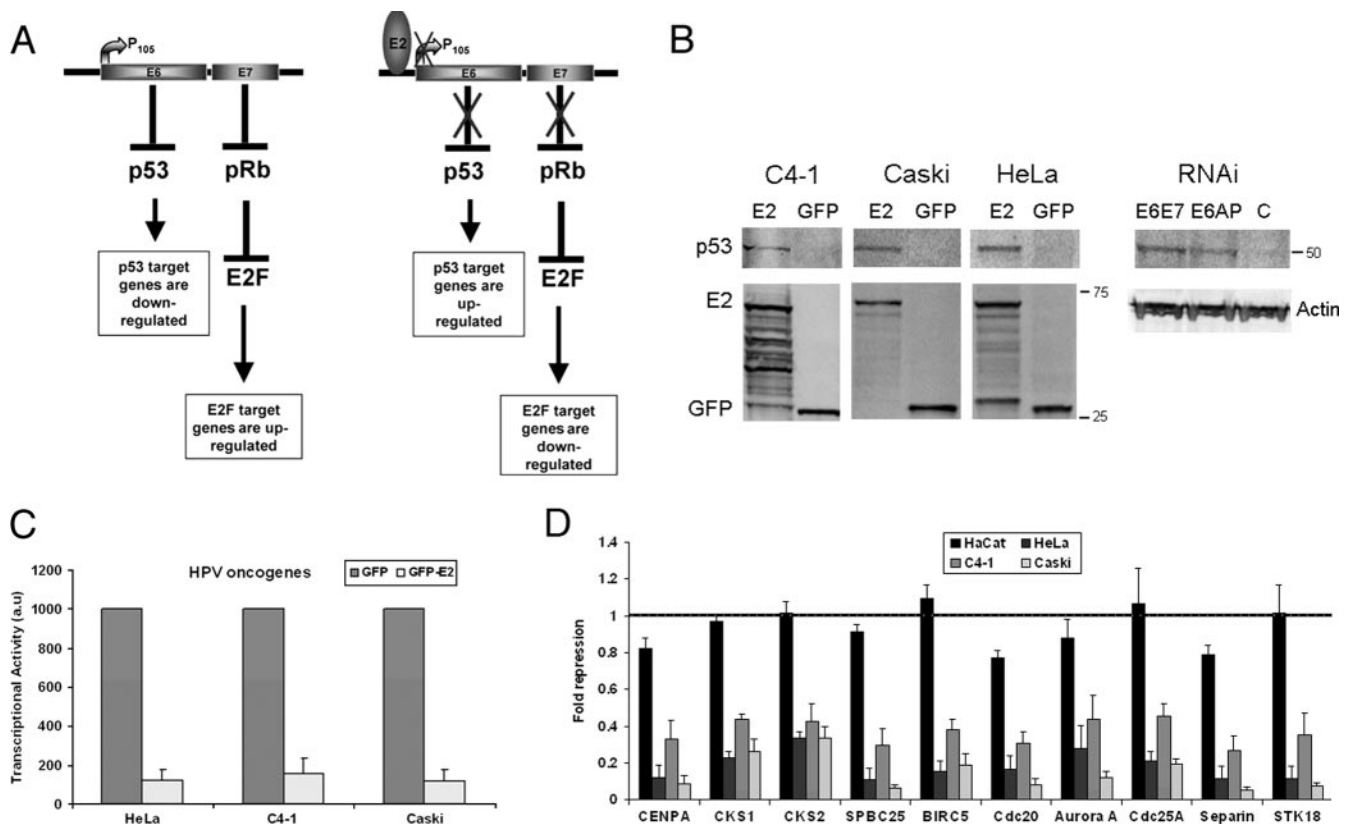 A
P105
E6
E7
p53
pRb
p53 target
genes are
down-
regulated
E2F
E2F target
genes are up-
regulated
E2
P105
E6
E7
p53
pRb
p53 target
genes are
up-
regulated
E2F
E2F target
genes are
down-
regulated
B
C4-1 Caski HeLa RNAi
E2 GFP E2 GFP E2 GFP E6E7 E6AP C
p53
50
E2
75
Actin
GFP
25
C
HPV oncogenes
GFP GFP-E2
Transcriptional Activity (a.u)
1200
1000
800
600
400
200
0
HeLa C4-1 Caski
D
HaCat HeLa
C4-1 Caski
Fold repression
1.4
1.2
1
0.8
0.6
0.4
0.2
0
CENPA CKS1 CKS2 SPBC25 BIRC5 Cdc20 Aurora A Cdc25A Separin STK18